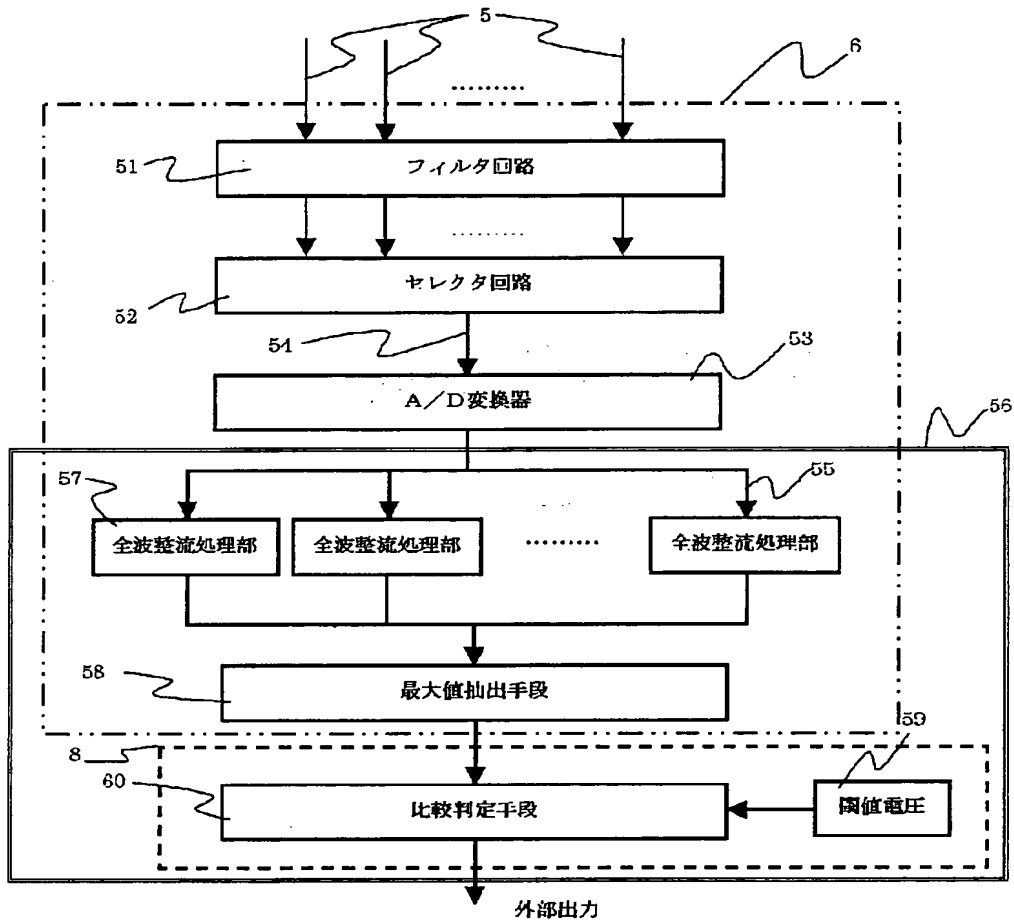 5
6
………
51
フィルタ回路
………
52
セレクタ回路
54
53
A/D変換器
56
57
55
全波整流処理部
全波整流処理部
………
全波整流処理部
58
最大値抽出手段
59
8
60
比較判定手段
閾値電圧
外部出力